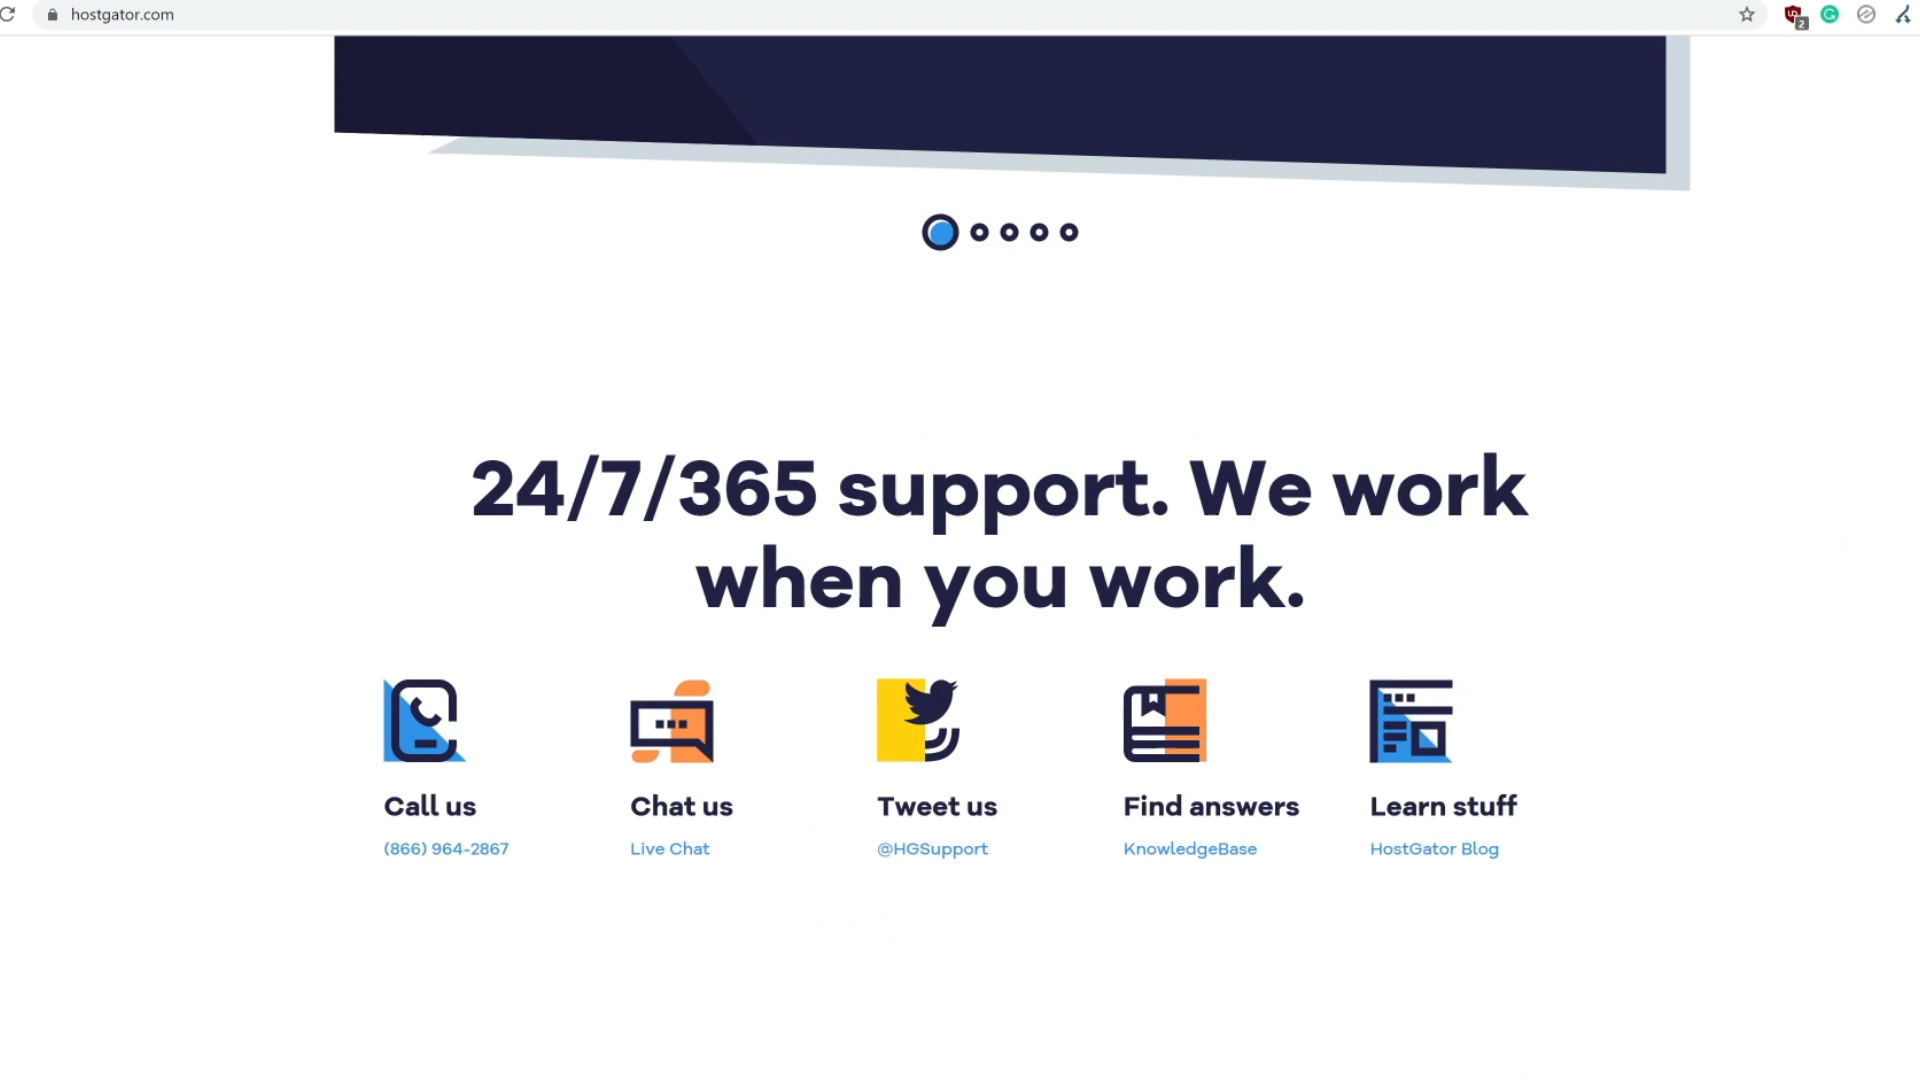 hostgator.com
2
24/7/365 support. We work
when you work.
Call us
Chat us
Tweet us
Find answers
Learn stuff
(866) 964-2867
Live Chat
@HGSupport
KnowledgeBase
HostGator Blog